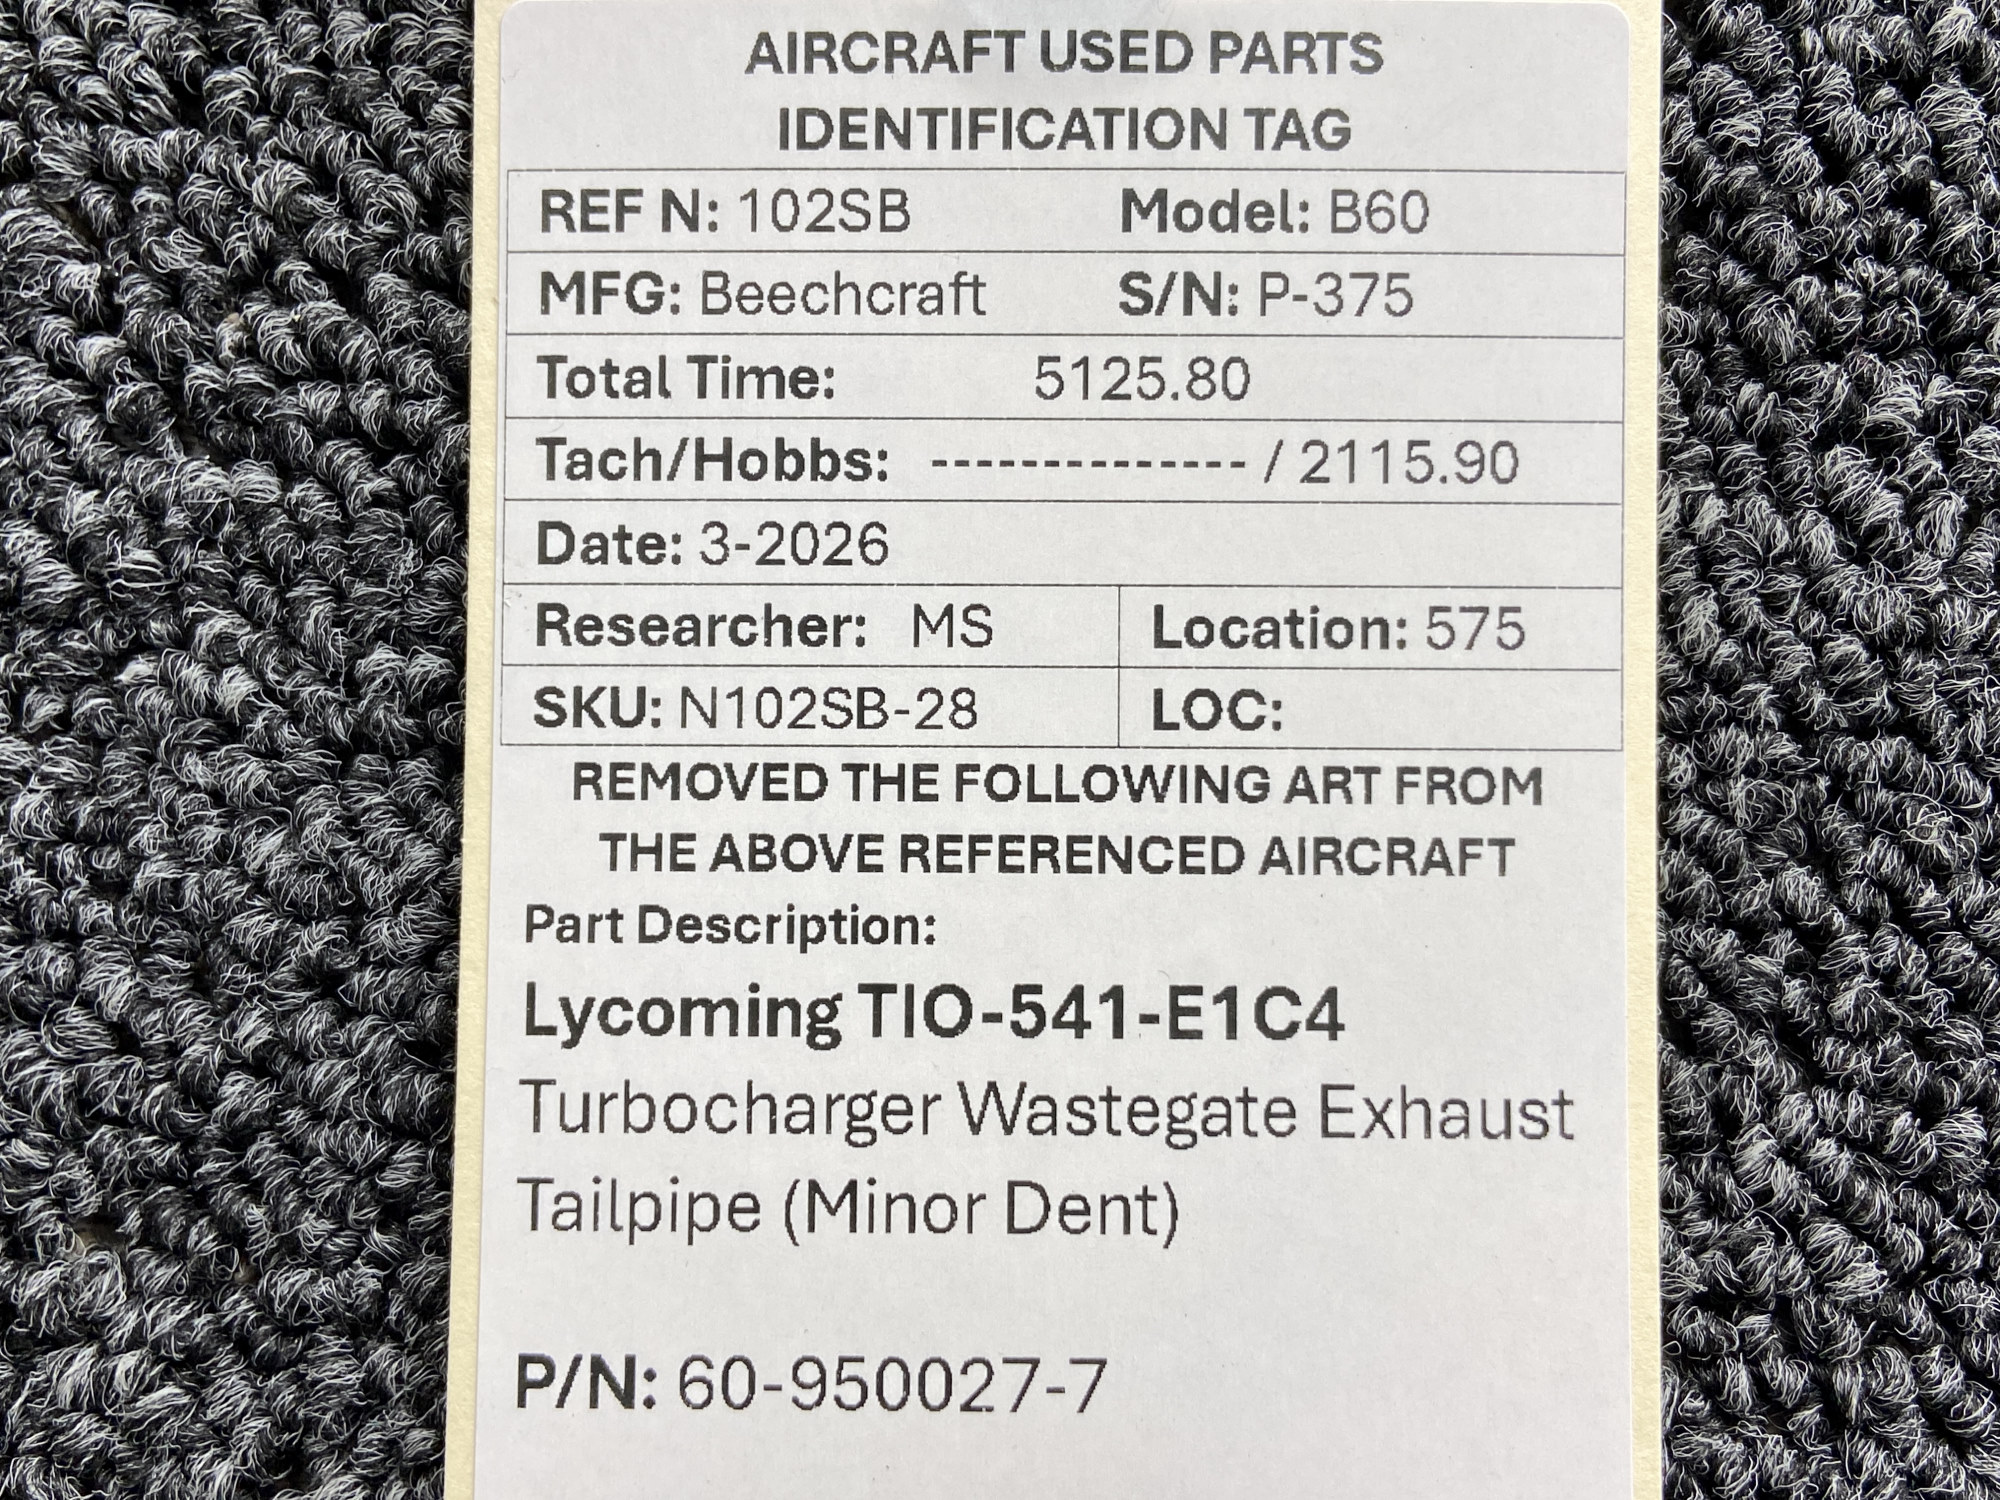 AIRCRAFT USED PARTS
IDENTIFICATION TAG
REF N: 102SB Model: B60
MFG: Beechcraft S/N: P-375
Total Time: 5125.80
Tach/Hobbs: -------------- / 2115.90
Date: 3-2026
Researcher: MS Location: 575
SKU: N102SB-28 LOC:
REMOVED THE FOLLOWING ART FROM
THE ABOVE REFERENCED AIRCRAFT
Part Description:
Lycoming TIO-541-E1C4
Turbocharger Wastegate Exhaust
Tailpipe (Minor Dent)
P/N: 60-950027-7